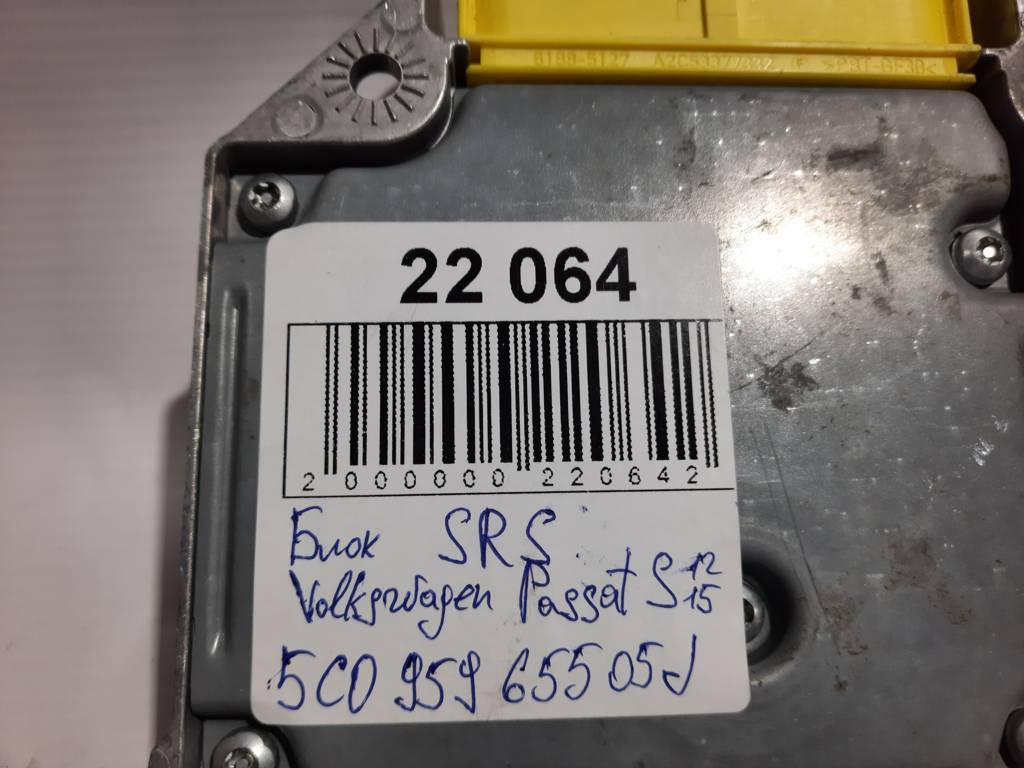 22 064
2 000000 220642
Блок SRS
Volkswagen Passat S 12 15
5C0 959 655 05J